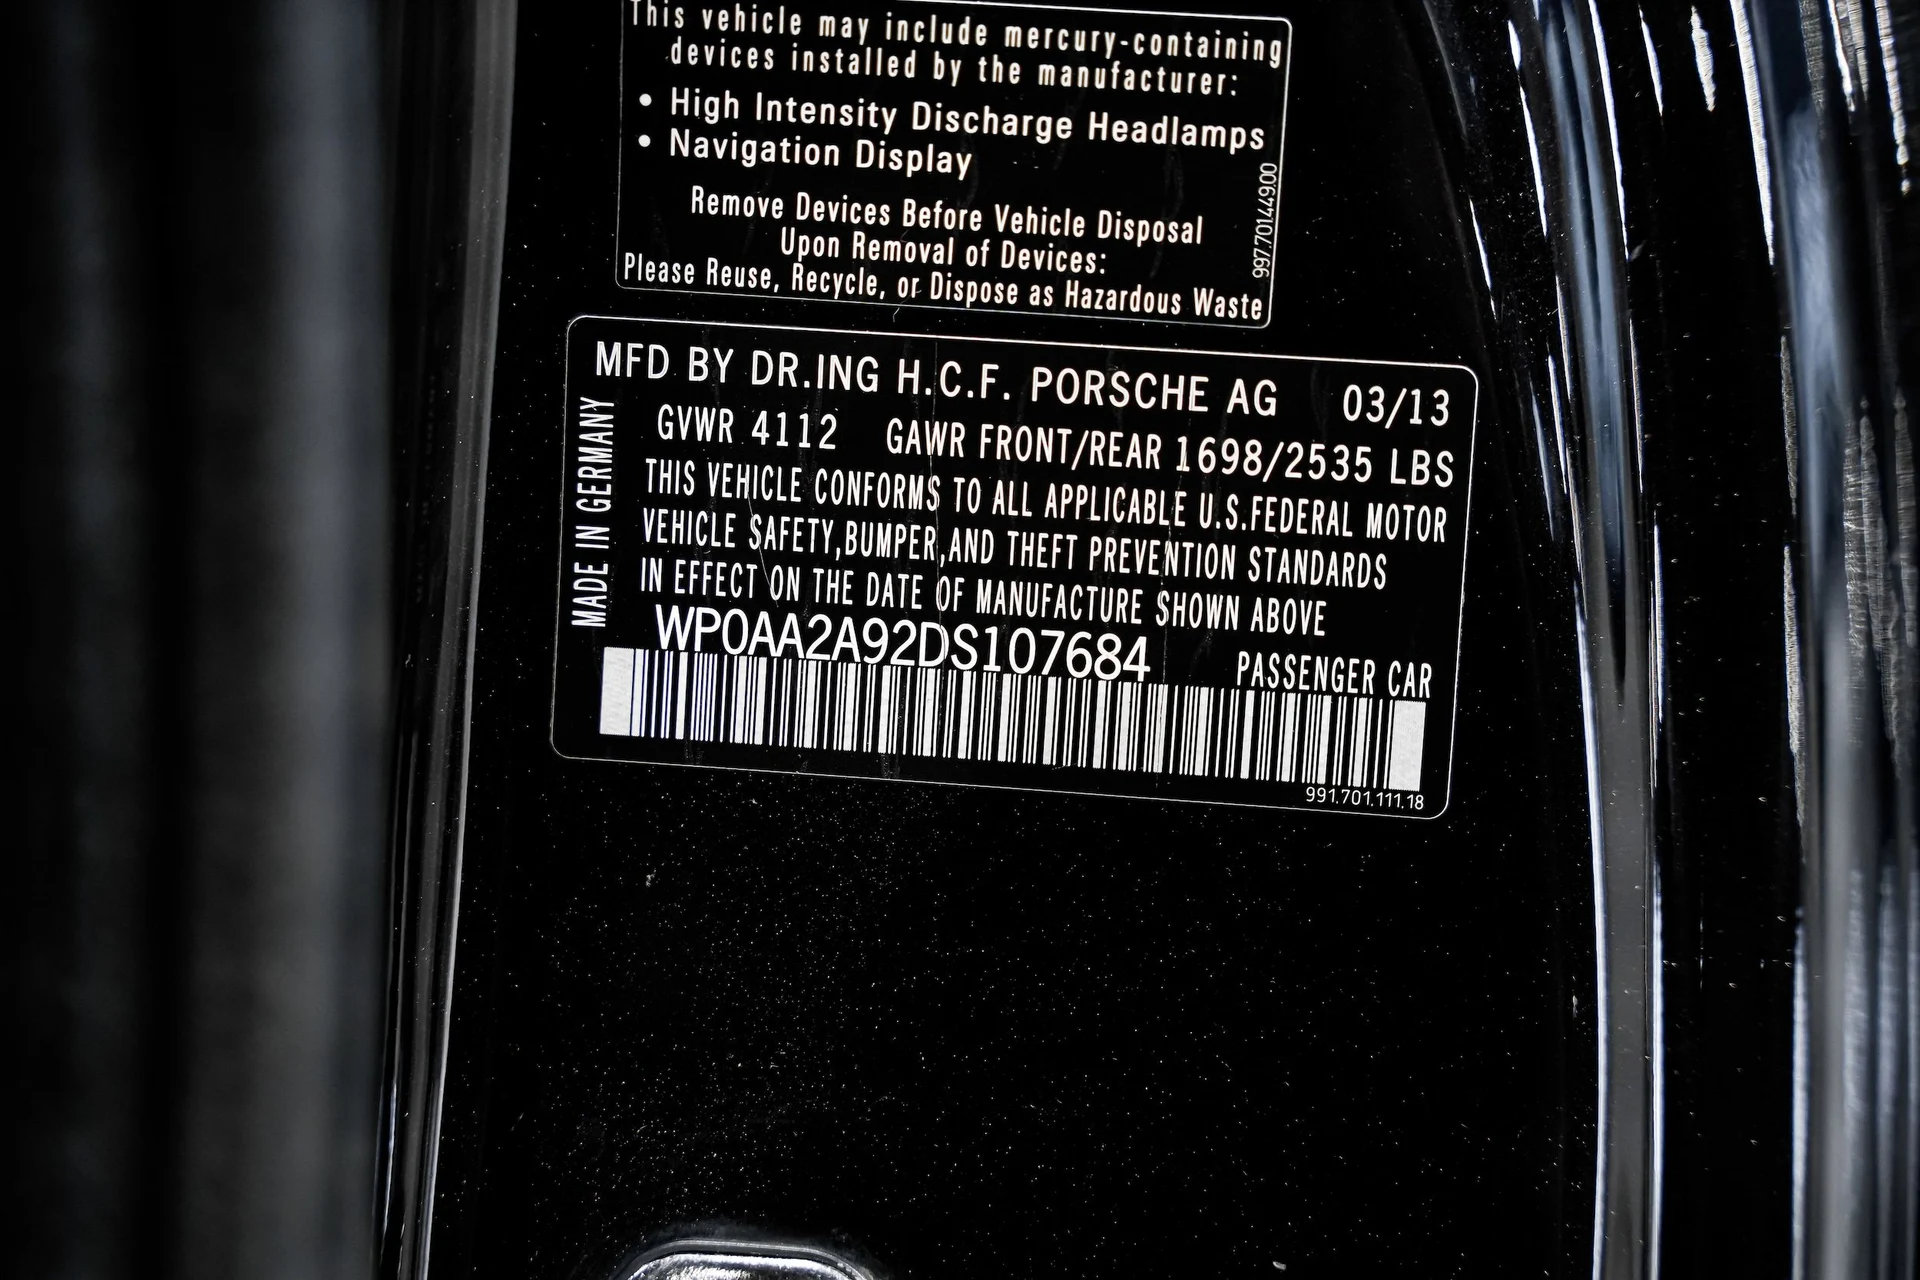 This vehicle may include mercury-containing
devices installed by the manufacturer:
• High Intensity Discharge Headlamps
• Navigation Display
Remove Devices Before Vehicle Disposal
Upon Removal of Devices:
Please Reuse, Recycle, or Dispose as Hazardous Waste
997.701.449.00
MFD BY DR.ING H.C.F. PORSCHE AG 03/13
GVWR 4112 GAWR FRONT/REAR 1698/2535 LBS
THIS VEHICLE CONFORMS TO ALL APPLICABLE U.S.FEDERAL MOTOR
VEHICLE SAFETY,BUMPER,AND THEFT PREVENTION STANDARDS
IN EFFECT ON THE DATE OF MANUFACTURE SHOWN ABOVE
MADE IN GERMANY
WP0AA2A92DS107684 PASSENGER CAR
991.701.111.18